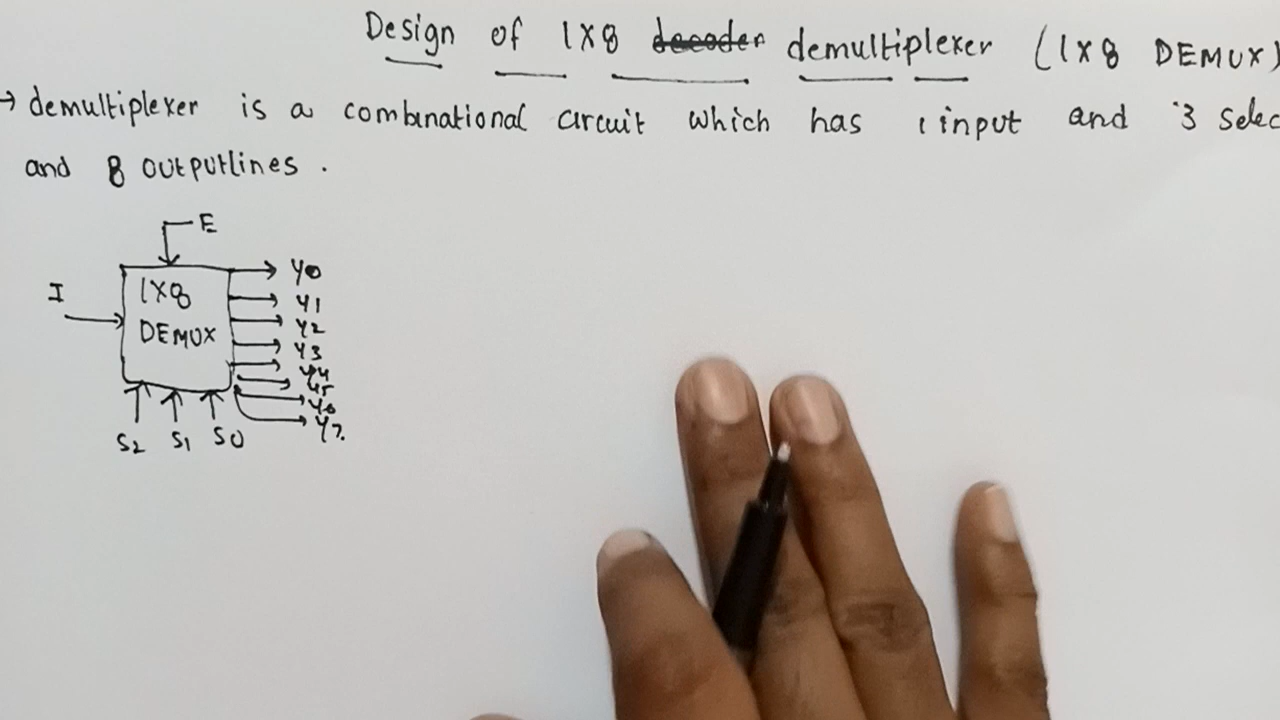 Design of 1X8 demultiplexer (1X8 DEMUX)
→ demultiplexer is a combinational circuit which has 1 input and 3 selec
and 8 outputlines.
E
I
1X8
DEMUX
Y0
Y1
Y2
Y3
Y4
Y5
Y6
Y7
S2 S1 S0